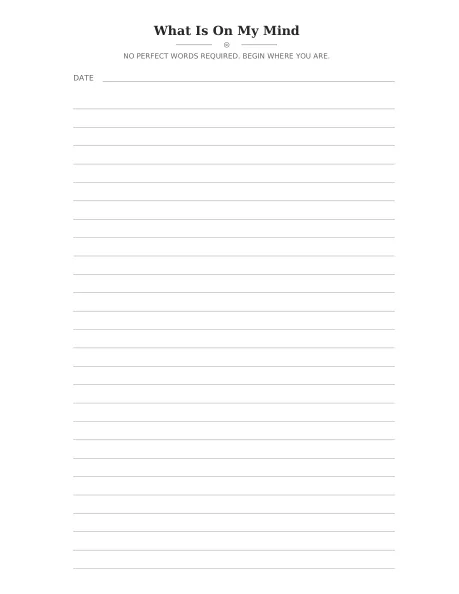 What Is On My Mind
NO PERFECT WORDS REQUIRED. BEGIN WHERE YOU ARE.
DATE